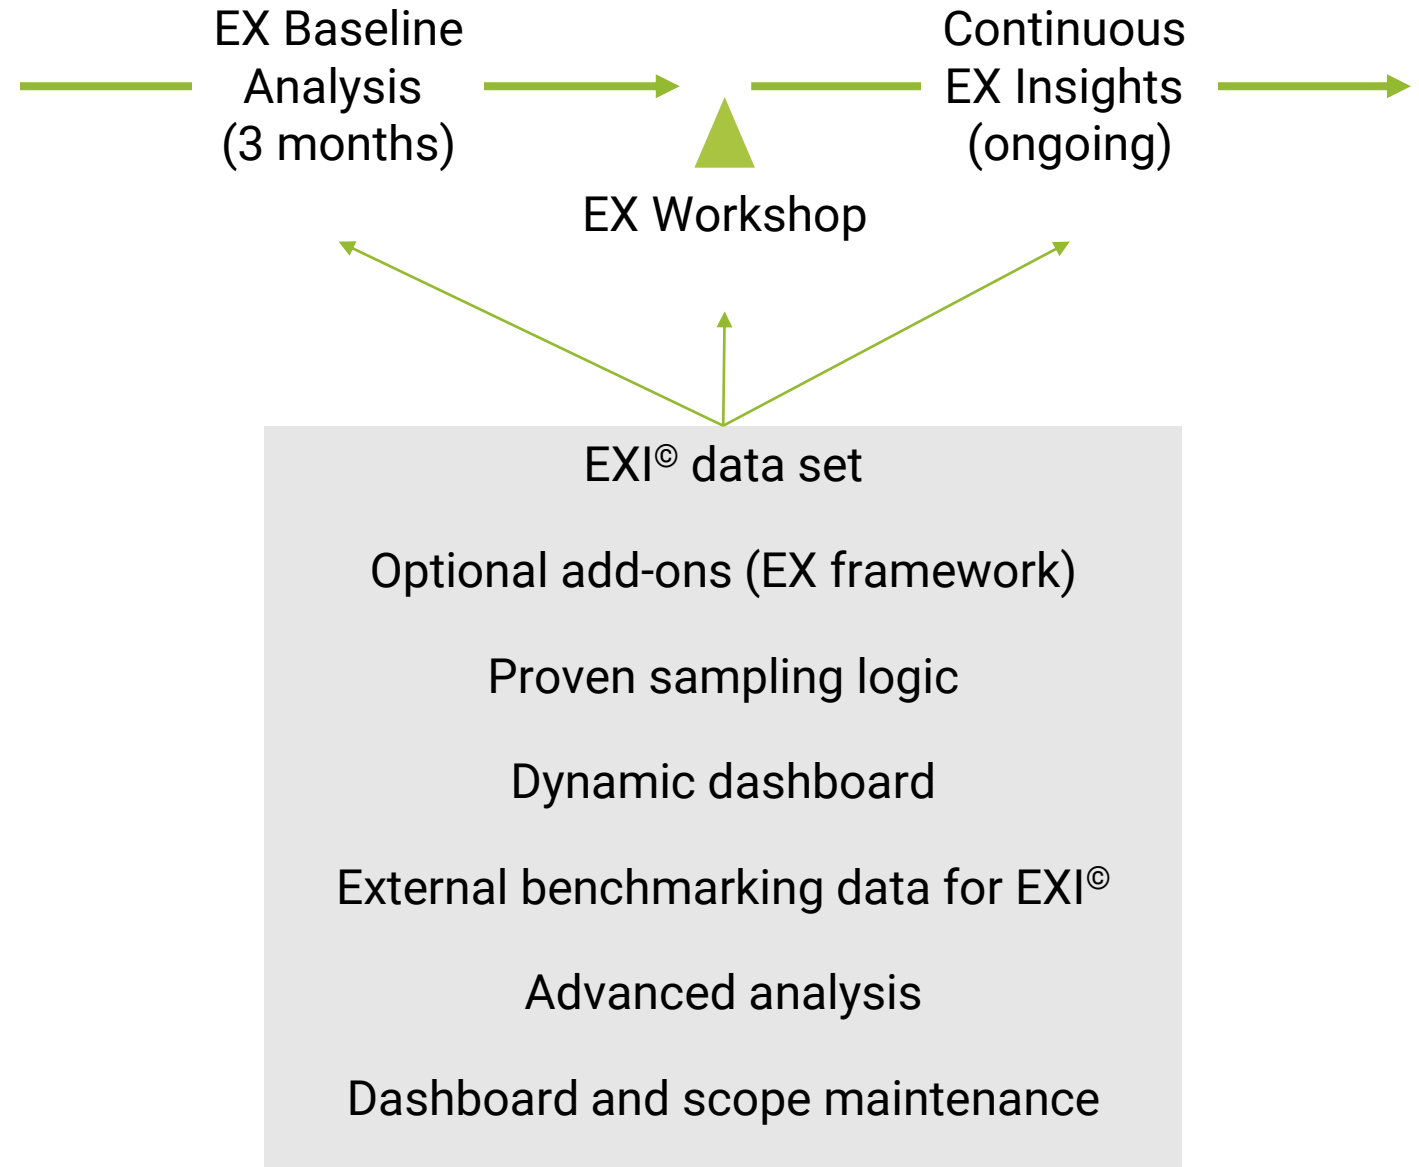 EX Baseline
Analysis
(3 months)
Continuous
EX Insights
(ongoing)
EX Workshop
EXI© data set
Optional add-ons (EX framework)
Proven sampling logic
Dynamic dashboard
External benchmarking data for EXI©
Advanced analysis
Dashboard and scope maintenance